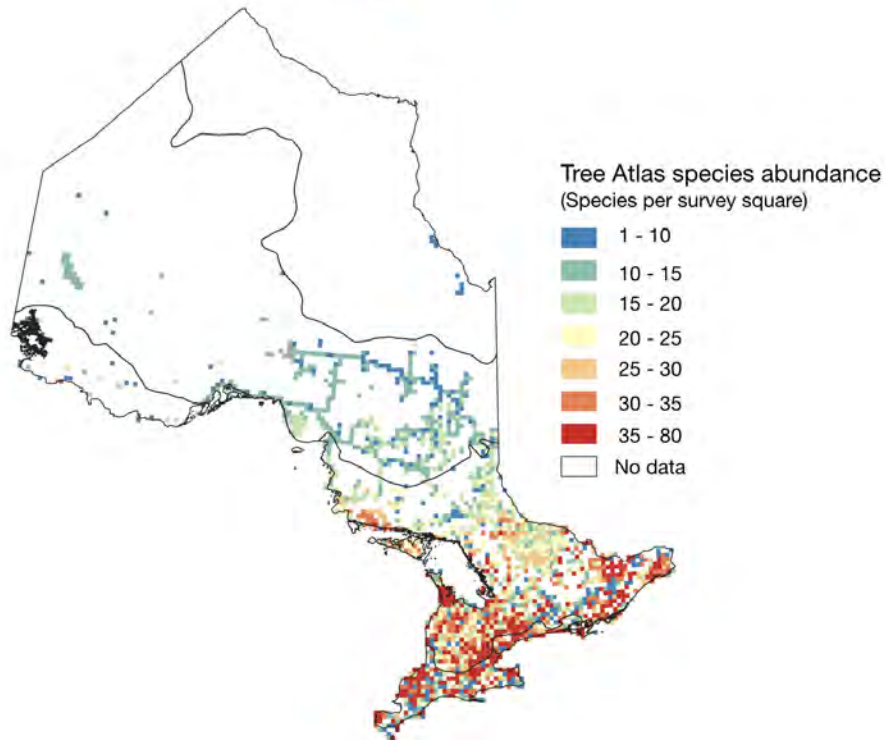 Tree Atlas species abundance
(Species per survey square)
1 - 10
10 - 15
15 - 20
20 - 25
25 - 30
30 - 35
35 - 80
No data